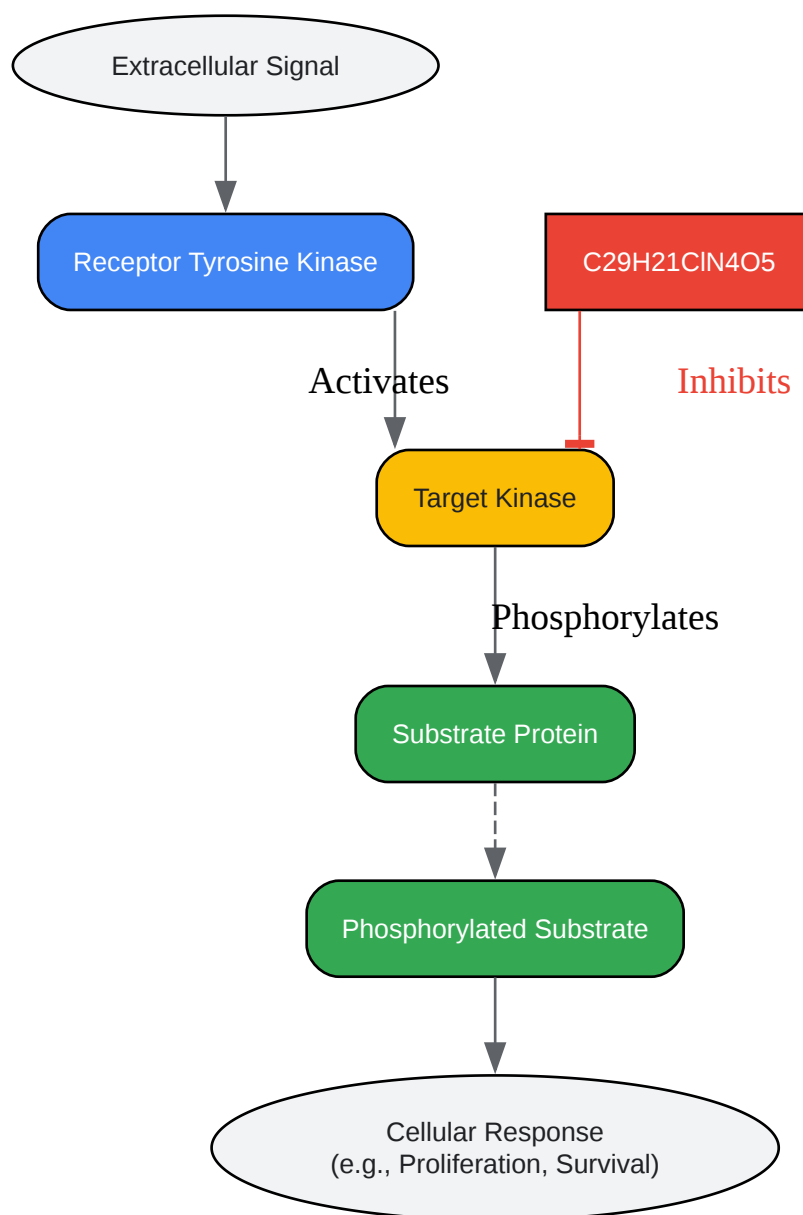 Extracellular Signal
Receptor Tyrosine Kinase
C29H21ClN4O5
Activates
Inhibits
Target Kinase
Phosphorylates
Substrate Protein
Phosphorylated Substrate
Cellular Response
(e.g., Proliferation, Survival)